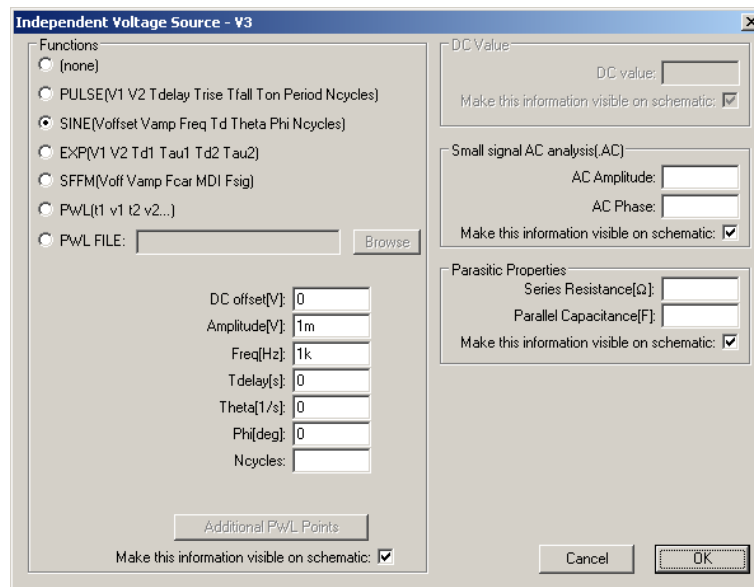 Independent Voltage Source - V3
Functions
(none)
PULSE(V1 V2 Tdelay Trise Tfall Ton Period Ncycles)
SINE(Voffset Vamp Freq Td Theta Phi Ncycles)
EXP(V1 V2 Td1 Tau1 Td2 Tau2)
SFFM(Voff Vamp Fcar MDI Fsig)
PWL(t1 v1 t2 v2...)
PWL FILE: Browse
DC offset[V]: 0
Amplitude[V]: 1m
Freq[Hz]: 1k
Tdelay[s]: 0
Theta[1/s]: 0
Phi[deg]: 0
Ncycles:
Additional PWL Points
Make this information visible on schematic:
DC Value
DC value:
Make this information visible on schematic:
Small signal AC analysis(.AC)
AC Amplitude:
AC Phase:
Make this information visible on schematic:
Parasitic Properties
Series Resistance[Ω]:
Parallel Capacitance[F]:
Make this information visible on schematic:
Cancel OK